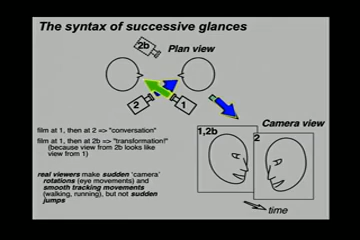 The syntax of successive glances
2b
Plan view
2
1
film at 1, then at 2 => "conversation"
film at 1, then at 2b => "transformation!"
(because view from 2b looks like
view from 1)
real viewers make sudden 'camera'
rotations (eye movements) and
smooth tracking movements
(walking, running), but not sudden
jumps
Camera view
1,2b
2
time